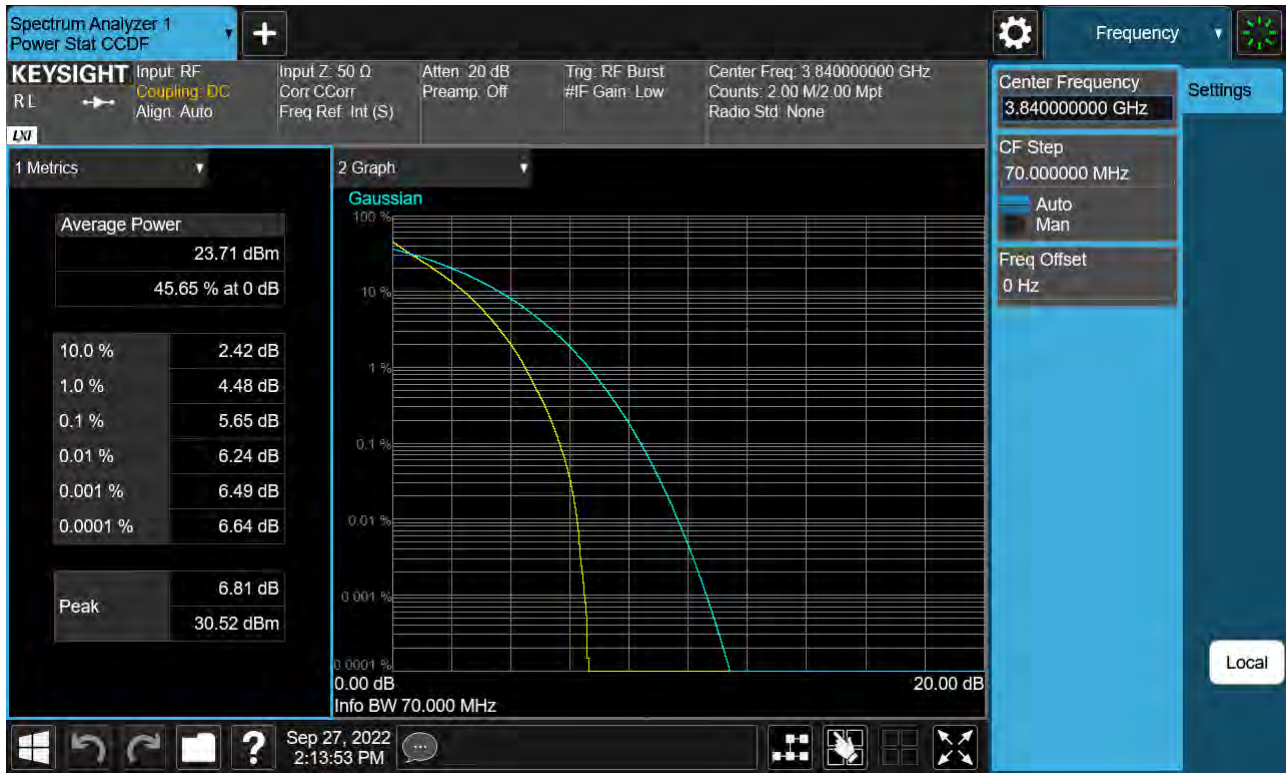 Spectrum Analyzer 1
Power Stat CCDF
+
Frequency
KEYSIGHT
RL
LXI
Input: RF
Coupling: DC
Align: Auto
Input Z: 50 Ω
Corr CCorr
Freq Ref: Int (S)
Atten: 20 dB
Preamp: Off
Trig: RF Burst
#IF Gain: Low
Center Freq: 3.840000000 GHz
Counts: 2.00 M/2.00 Mpt
Radio Std: None
1 Metrics
Average Power
23.71 dBm
45.65 % at 0 dB
10.0 % 2.42 dB
1.0 % 4.48 dB
0.1 % 5.65 dB
0.01 % 6.24 dB
0.001 % 6.49 dB
0.0001 % 6.64 dB
Peak
6.81 dB
30.52 dBm
2 Graph
Gaussian
100 %
10 %
1 %
0.1 %
0.01 %
0.001 %
0.0001 %
0.00 dB 20.00 dB
Info BW 70.000 MHz
Center Frequency
3.840000000 GHz
CF Step
70.000000 MHz
Auto
Man
Freq Offset
0 Hz
Settings
Local
?
Sep 27, 2022
2:13:53 PM